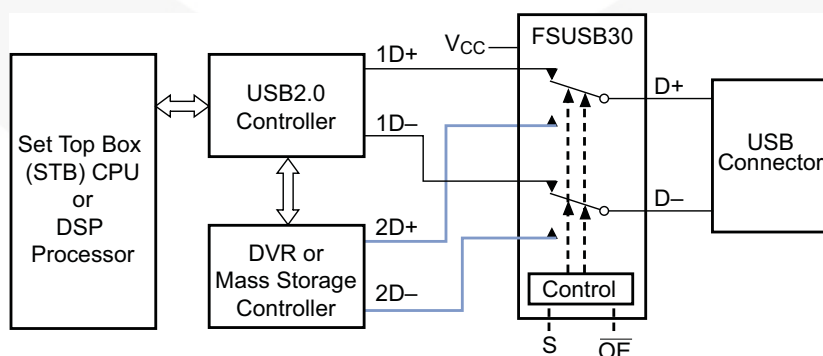 Set Top Box
(STB) CPU
or
DSP
Processor
USB2.0
Controller
DVR or
Mass Storage
Controller
1D+
1D–
2D+
2D–
VCC
FSUSB30
Control
S
OE
D+
D–
USB
Connector